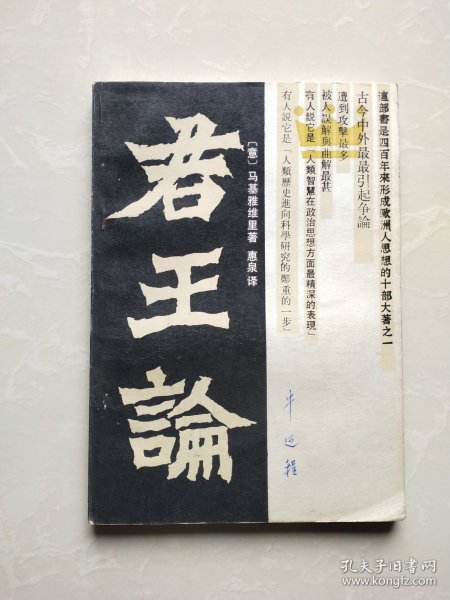 這部書是四百年來形成歐洲人思想的十部大著之一
古今中外最最引起争論
遭到攻擊最多
被人誤解與曲解最甚
有人說它是「人類智慧在政治思想方面最精深的表現」
有人説它是「人類歷史進向科學研究的鄭重的一步」
〔意〕马基雅维里著 惠泉 译
君王論
孔夫子旧书网
www.kongfz.com